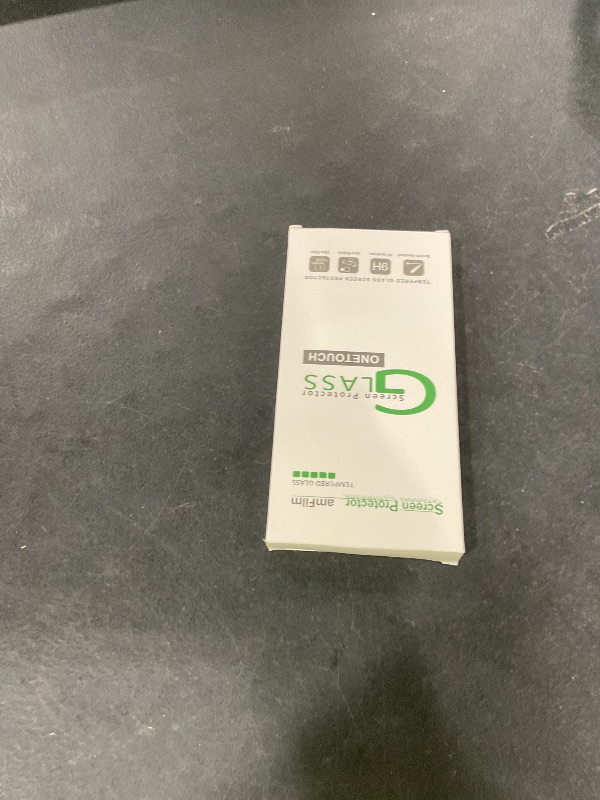 Screen Protector amFilm
TEMPERED GLASS
Screen Protector
GLASS
ONETOUCH
TEMPERED GLASS SCREEN PROTECTOR
9H